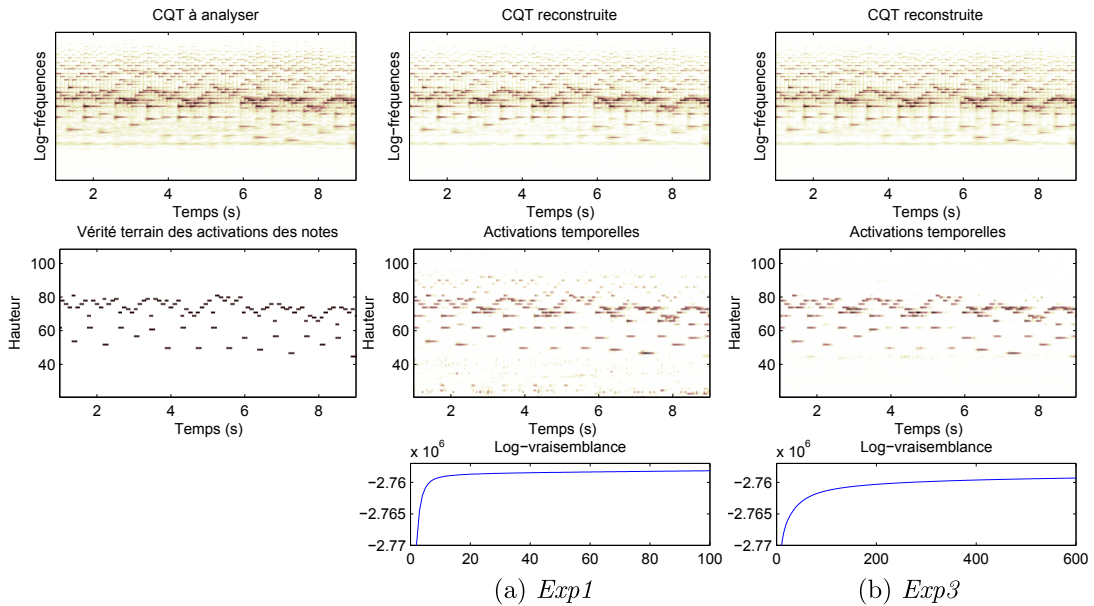 CQT à analyser
CQT reconstruite
CQT reconstruite
Log−fréquences
Log−fréquences
Log−fréquences
2 4 6 8
2 4 6 8
2 4 6 8
Temps (s)
Temps (s)
Temps (s)
Vérité terrain des activations des notes
Activations temporelles
Activations temporelles
Hauteur
100
80
60
40
Hauteur
100
80
60
40
Hauteur
100
80
60
40
2 4 6 8
2 4 6 8
2 4 6 8
Temps (s)
Temps (s)
Temps (s)
x 10⁶
Log−vraisemblance
−2.76
−2.765
−2.77
0 20 40 60 80 100
x 10⁶
Log−vraisemblance
−2.76
−2.765
−2.77
0 200 400 600
(a) Exp1
(b) Exp3